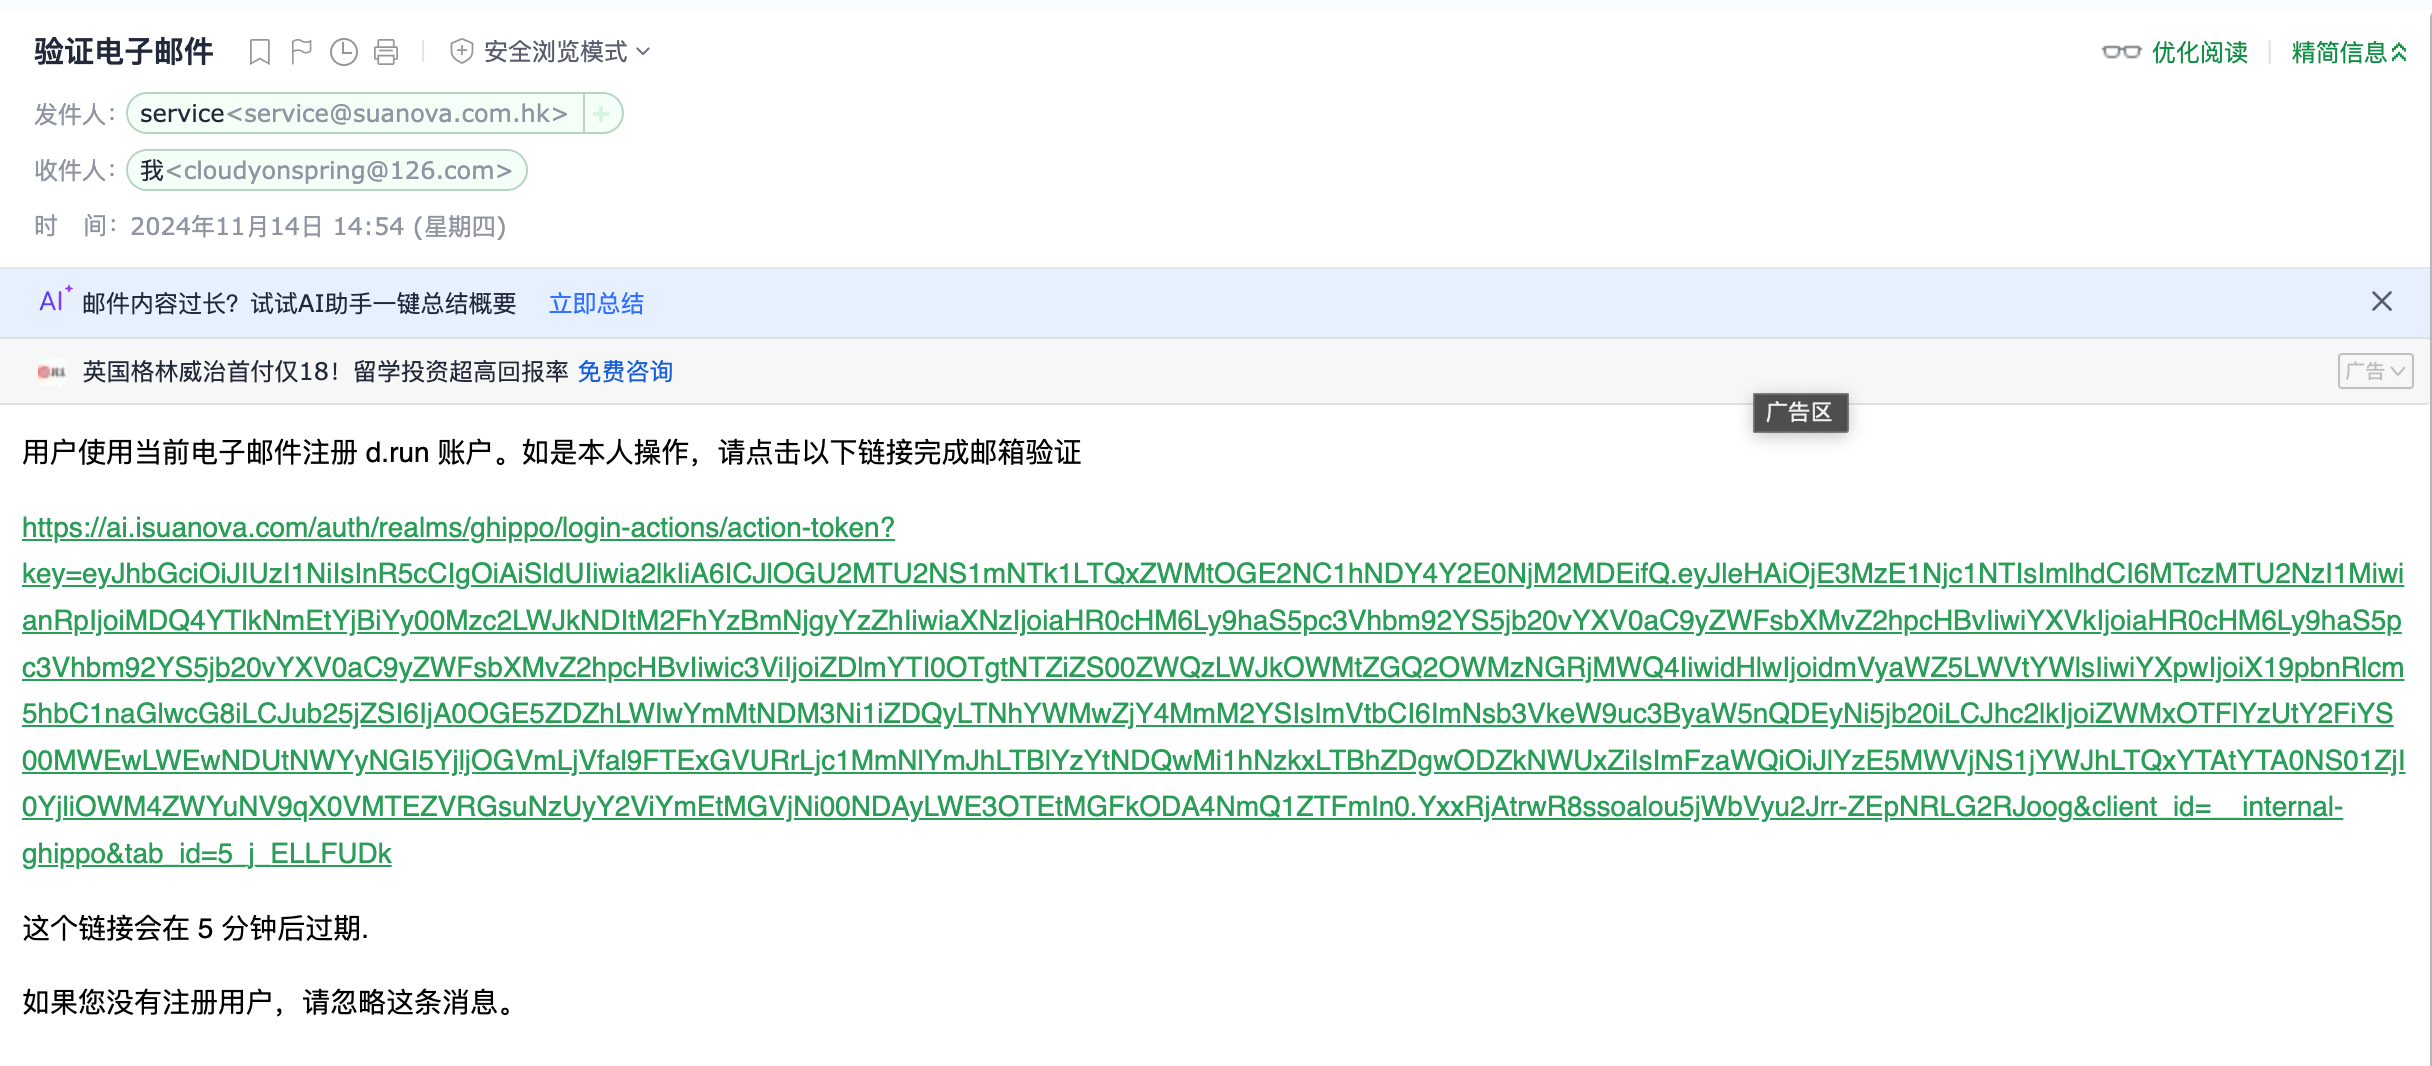 验证电子邮件 安全浏览模式 优化阅读 精简信息
发件人： service<service@suanova.com.hk> +
收件人： 我<cloudyonspring@126.com>
时 间： 2024年11月14日 14:54 (星期四)
AI 邮件内容过长？试试AI助手一键总结概要 立即总结
英国格林威治首付仅18！留学投资超高回报率 免费咨询 广告
广告区
用户使用当前电子邮件注册 d.run 账户。如是本人操作，请点击以下链接完成邮箱验证
https://ai.isuanova.com/auth/realms/ghippo/login-actions/action-token?
key=eyJhbGciOiJIUzI1NiIsInR5cCIgOiAiSldUIiwia2lkIiA6ICJlOGU2MTU2NS1mNTk1LTQxZWMtOGE2NC1hNDY4Y2E0NjM2MDEifQ.eyJleHAiOjE3MzE1Njc1NTIsImlhdCI6MTczMTU2NzI1Miwi
anRpIjoiMDQ4YTlkNmEtYjBiYy00Mzc2LWJkNDItM2FhYzBmNjgyYzZhIiwiaXNzIjoiaHR0cHM6Ly9haS5pc3Vhbm92YS5jb20vYXV0aC9yZWFsbXMvZ2hpcHBvIiwiYXVkIjoiaHR0cHM6Ly9haS5p
c3Vhbm92YS5jb20vYXV0aC9yZWFsbXMvZ2hpcHBvIiwic3ViIjoiZDlmYTI0OTgtNTZiZS00ZWQzLWJkOWMtZGQ2OWMzNGRjMWQ4IiwidHlwIjoidmVyaWZ5LWVtYWlsIiwiYXpwIjoiX19pbnRlcm
5hbC1naGlwcG8iLCJub25jZSI6IjA0OGE5ZDZhLWIwYmMtNDM3Ni1iZDQyLTNhYWMwZjY4MmM2YSIsImVtbCI6ImNsb3VkeW9uc3ByaW5nQDEyNi5jb20iLCJhc2lkIjoiZWMxOTFlYzUtY2FiYS
00MWEwLWEwNDUtNWYyNGI5YjljOGVmLjVfal9FTExGVURrLjc1MmNlYmJhLTBlYzYtNDQwMi1hNzkxLTBhZDgwODZkNWUxZiIsImFzaWQiOiJlYzE5MWVjNS1jYWJhLTQxYTAtYTA0NS01ZjI
0YjliOWM4ZWYuNV9qX0VMTEZVRGsuNzUyY2ViYmEtMGVjNi00NDAyLWE3OTEtMGFkODA4NmQ1ZTFmIn0.YxxRjAtrwR8ssoalou5jWbVyu2Jrr-ZEpNRLG2RJoog&client_id=__internal-
ghippo&tab_id=5_j_ELLFUDk
这个链接会在 5 分钟后过期.
如果您没有注册用户，请忽略这条消息。